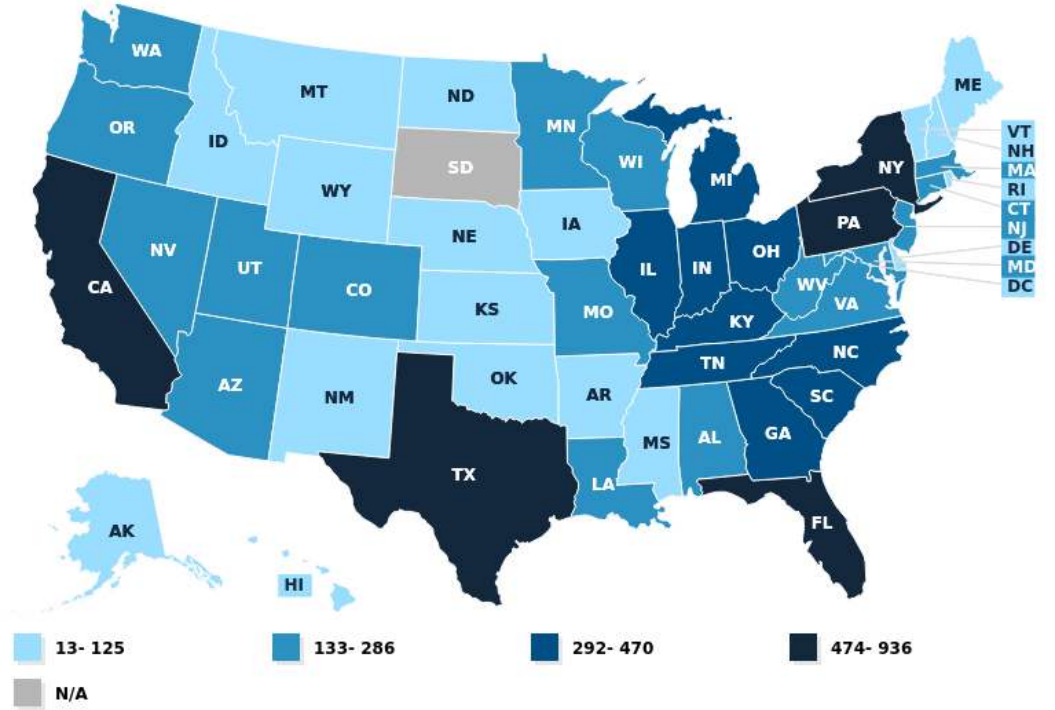 WA
MT
ND
ME
OR
ID
MN
VT
NH
SD
WI
NY
MA
WY
MI
RI
CT
IA
PA
NJ
NE
OH
DE
NV
UT
IL
IN
MD
CO
WV
DC
CA
VA
KS
MO
KY
NC
TN
OK
AZ
NM
AR
SC
GA
MS
AL
TX
LA
FL
AK
HI
13- 125
133- 286
292- 470
474- 936
N/A